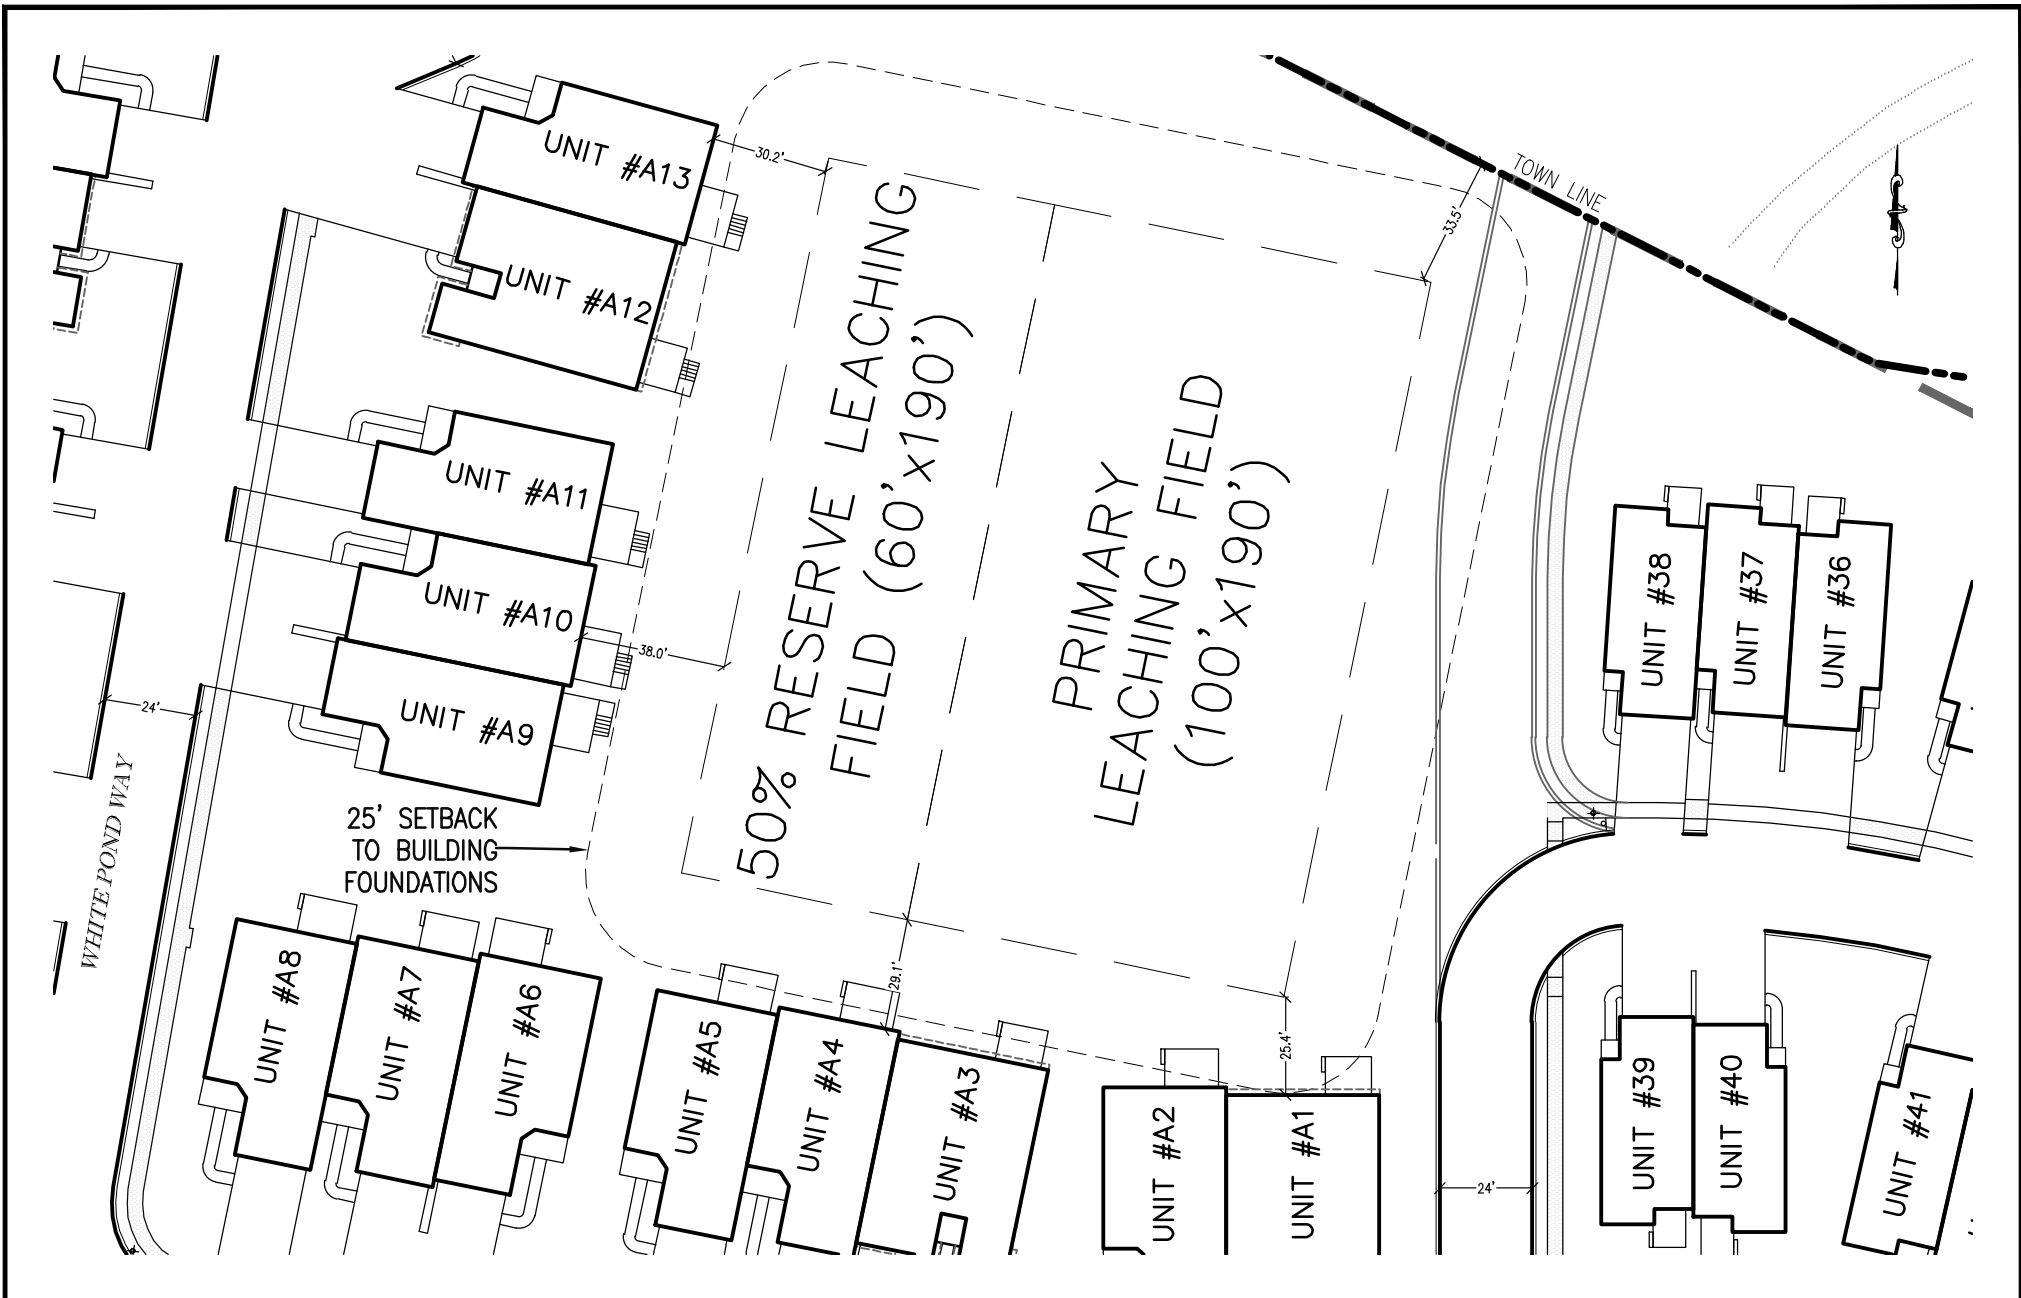 UNIT #A13
30.2'
UNIT #A12
TOWN LINE
33.5'
50% RESERVE LEACHING
FIELD (60'x190')
PRIMARY
LEACHING FIELD
(100'x190')
UNIT #A11
UNIT #A10
38.0'
UNIT #A9
24'
WHITE POND WAY
25' SETBACK
TO BUILDING
FOUNDATIONS
UNIT #38
UNIT #37
UNIT #36
UNIT #A8
UNIT #A7
UNIT #A6
UNIT #A5
UNIT #A4
UNIT #A3
29.1'
25.4'
UNIT #A2
UNIT #A1
24'
UNIT #39
UNIT #40
UNIT #41